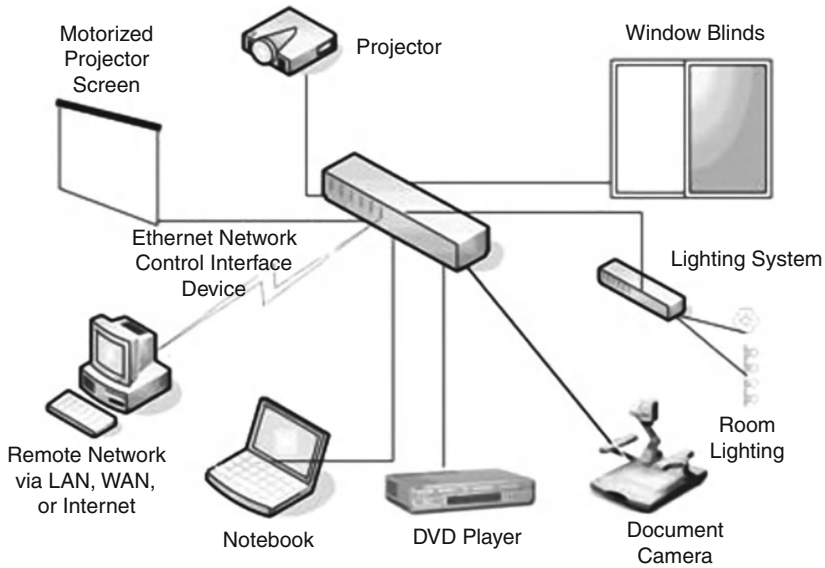 Motorized
Projector
Screen
Projector
Window Blinds
Ethernet Network
Control Interface
Device
Lighting System
Room
Lighting
Remote Network
via LAN, WAN,
or Internet
Notebook
DVD Player
Document
Camera